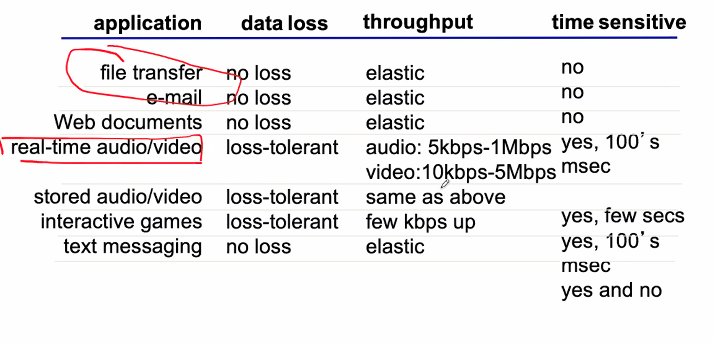 application data loss throughput time sensitive
file transfer no loss elastic no
e-mail no loss elastic no
Web documents no loss elastic no
real-time audio/video loss-tolerant audio: 5kbps-1Mbps yes, 100's
video:10kbps-5Mbps msec
stored audio/video loss-tolerant same as above
interactive games loss-tolerant few kbps up yes, few secs
text messaging no loss elastic yes, 100's
msec
yes and no